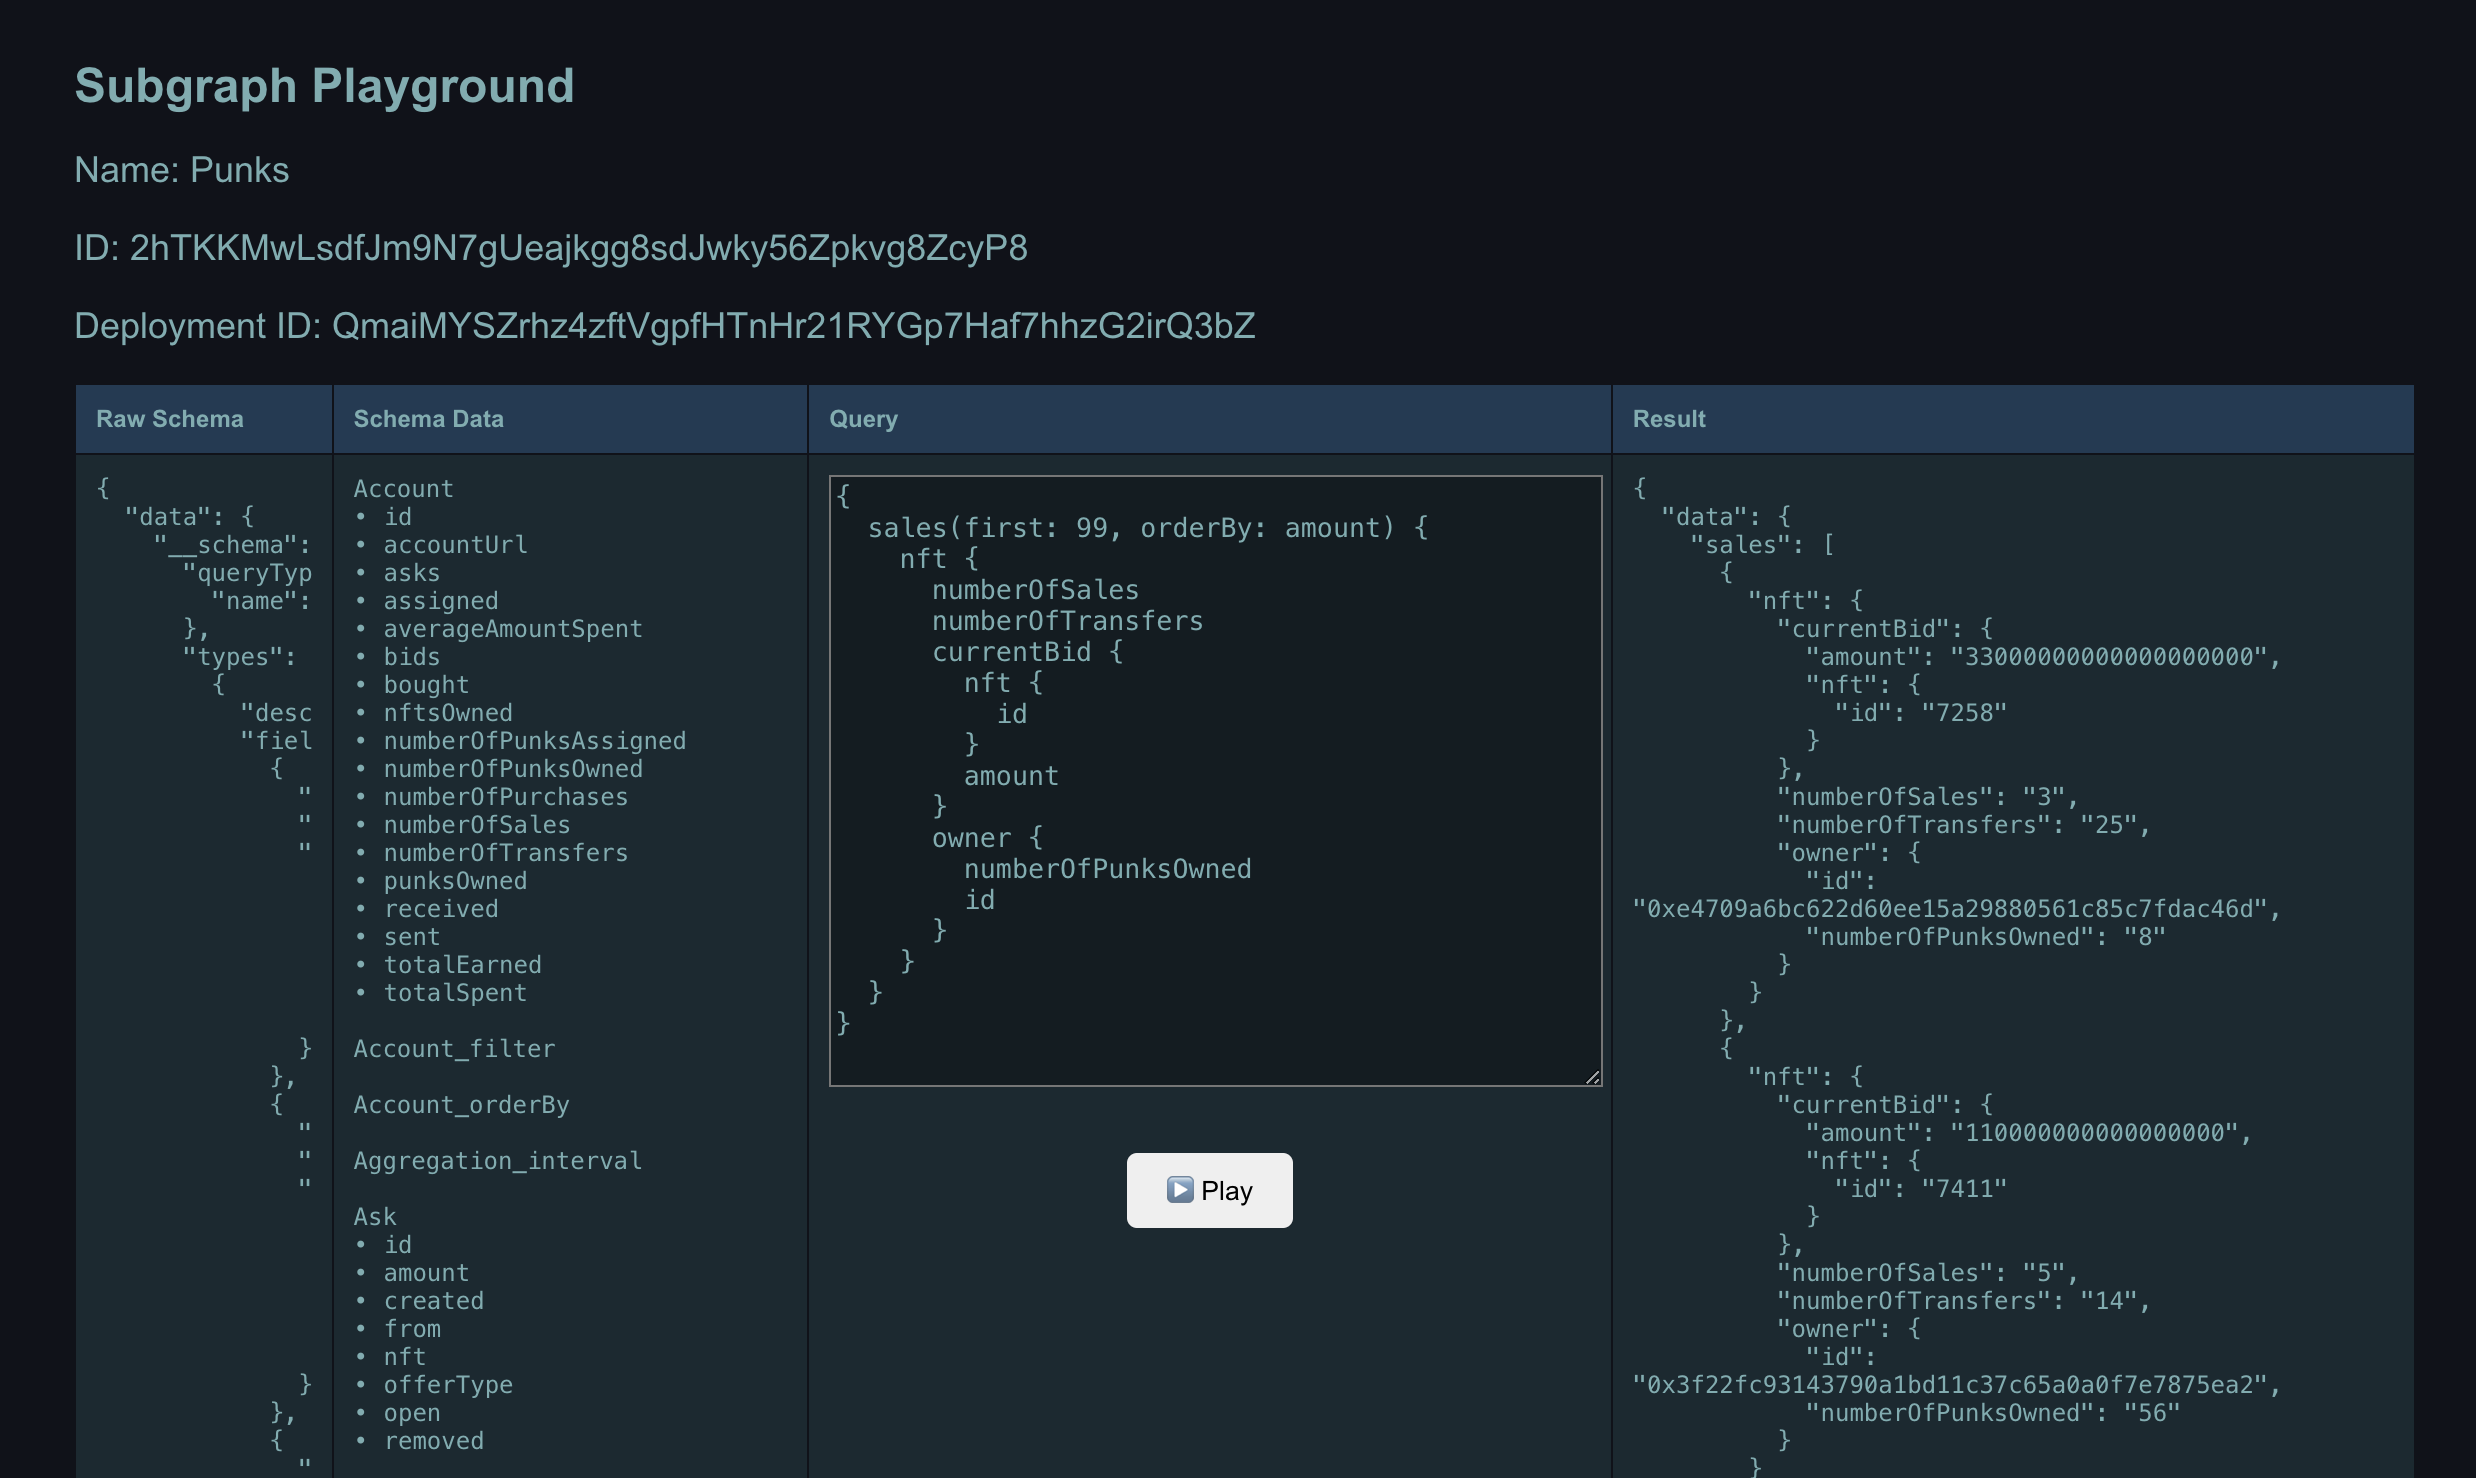 Subgraph Playground
Name: Punks
ID: 2hTKKMwLsdfJm9N7gUeajkgg8sdJwky56Zpkvg8ZcyP8
Deployment ID: QmaiMYSZrhz4zftVgpfHTnHr21RYGp7Haf7hhzG2irQ3bZ
Raw Schema
{
  "data": {
    "__schema":
      "queryTyp
        "name":
      },
      "types":
        {
          "desc
          "fiel
            {
              "
              "
              "
              }
            },
            {
              "
              "
              "
              }
            },
            {
              "
Schema Data
Account
• id
• accountUrl
• asks
• assigned
• averageAmountSpent
• bids
• bought
• nftsOwned
• numberOfPunksAssigned
• numberOfPunksOwned
• numberOfPurchases
• numberOfSales
• numberOfTransfers
• punksOwned
• received
• sent
• totalEarned
• totalSpent
Account_filter
Account_orderBy
Aggregation_interval
Ask
• id
• amount
• created
• from
• nft
• offerType
• open
• removed
Query
{
  sales(first: 99, orderBy: amount) {
    nft {
      numberOfSales
      numberOfTransfers
      currentBid {
        nft {
          id
        }
        amount
      }
      owner {
        numberOfPunksOwned
        id
      }
    }
  }
}
Play
Result
{
  "data": {
    "sales": [
      {
        "nft": {
          "currentBid": {
            "amount": "33000000000000000000",
            "nft": {
              "id": "7258"
            }
          },
          "numberOfSales": "3",
          "numberOfTransfers": "25",
          "owner": {
            "id":
"0xe4709a6bc622d60ee15a29880561c85c7fdac46d",
            "numberOfPunksOwned": "8"
          }
        }
      },
      {
        "nft": {
          "currentBid": {
            "amount": "110000000000000000",
            "nft": {
              "id": "7411"
            }
          },
          "numberOfSales": "5",
          "numberOfTransfers": "14",
          "owner": {
            "id":
"0x3f22fc93143790a1bd11c37c65a0a0f7e7875ea2",
            "numberOfPunksOwned": "56"
          }
        }